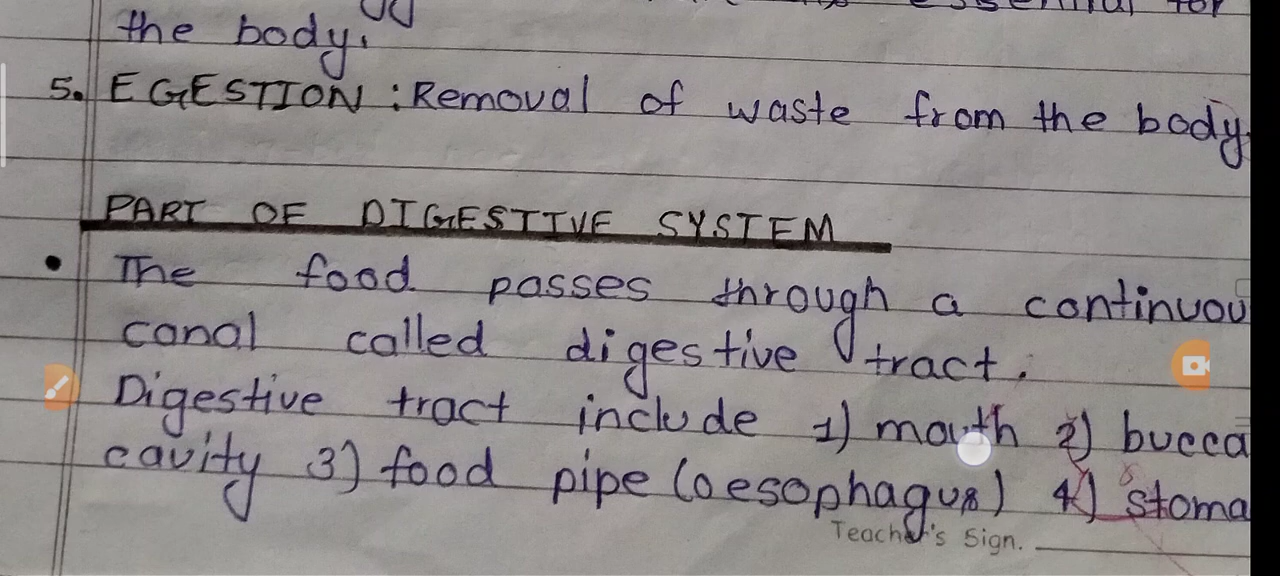 essential for
the body.
5. EGESTION : Removal of waste from the body
PART OF DIGESTIVE SYSTEM
• The food passes through a continuou
canal called digestive tract.
Digestive tract include 1) mouth 2) bucca
cavity 3) food pipe (oesophagus) 4) stoma
Teacher's Sign.